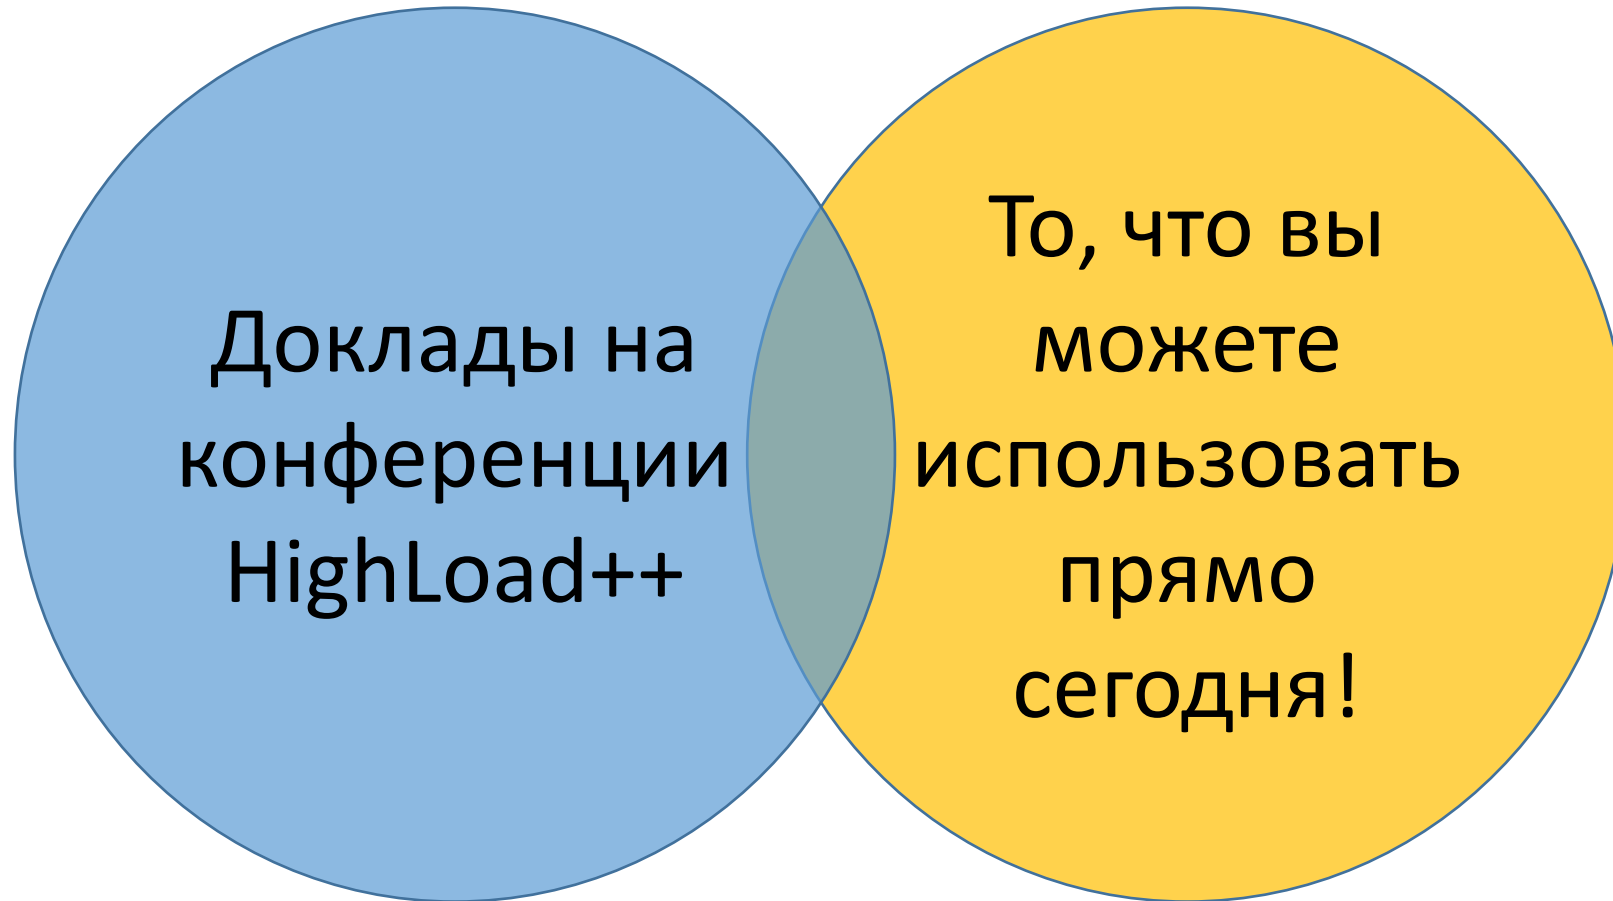 Доклады на
конференции
HighLoad++
То, что вы
можете
использовать
прямо
сегодня!